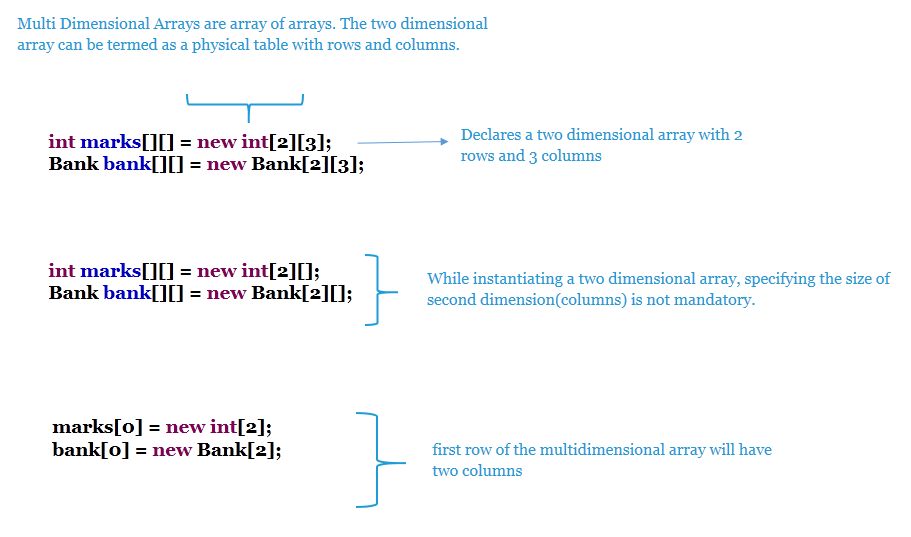 Multi Dimensional Arrays are array of arrays. The two dimensional
array can be termed as a physical table with rows and columns.
int marks[][] = new int[2][3];
Bank bank[][] = new Bank[2][3];
Declares a two dimensional array with 2
rows and 3 columns
int marks[][] = new int[2][];
Bank bank[][] = new Bank[2][];
While instantiating a two dimensional array, specifying the size of
second dimension(columns) is not mandatory.
marks[0] = new int[2];
bank[0] = new Bank[2];
first row of the multidimensional array will have
two columns